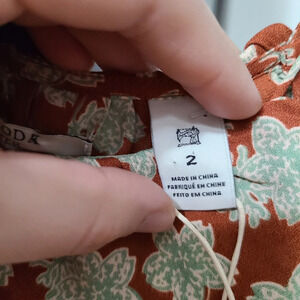 2
MADE IN CHINA
FABRIQUÉ EN CHINE
FEITO EM CHINA